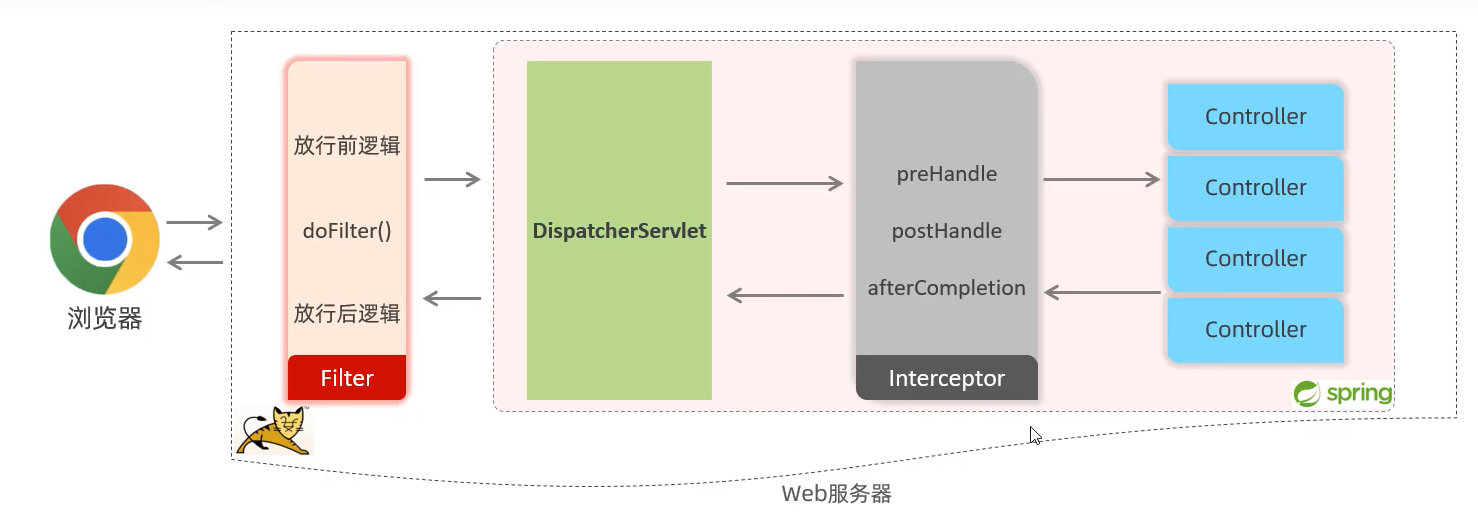 浏览器
放行前逻辑
doFilter()
放行后逻辑
Filter
DispatcherServlet
preHandle
postHandle
afterCompletion
Interceptor
Controller
Controller
Controller
Controller
spring
Web服务器